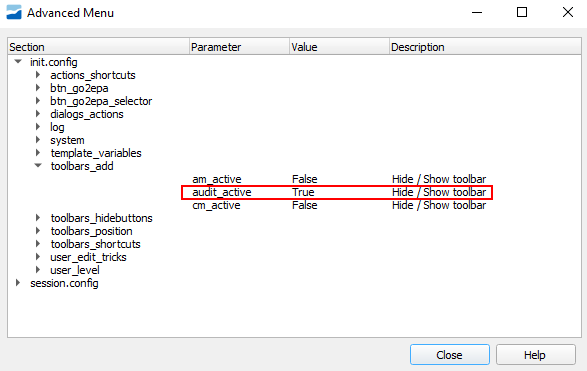 Advanced Menu
Section Parameter Value Description
init.config
actions_shortcuts
btn_go2epa
btn_go2epa_selector
dialogs_actions
log
system
template_variables
toolbars_add
am_active False Hide / Show toolbar
audit_active True Hide / Show toolbar
cm_active False Hide / Show toolbar
toolbars_hidebuttons
toolbars_position
toolbars_shortcuts
user_edit_tricks
user_level
session.config
Close Help